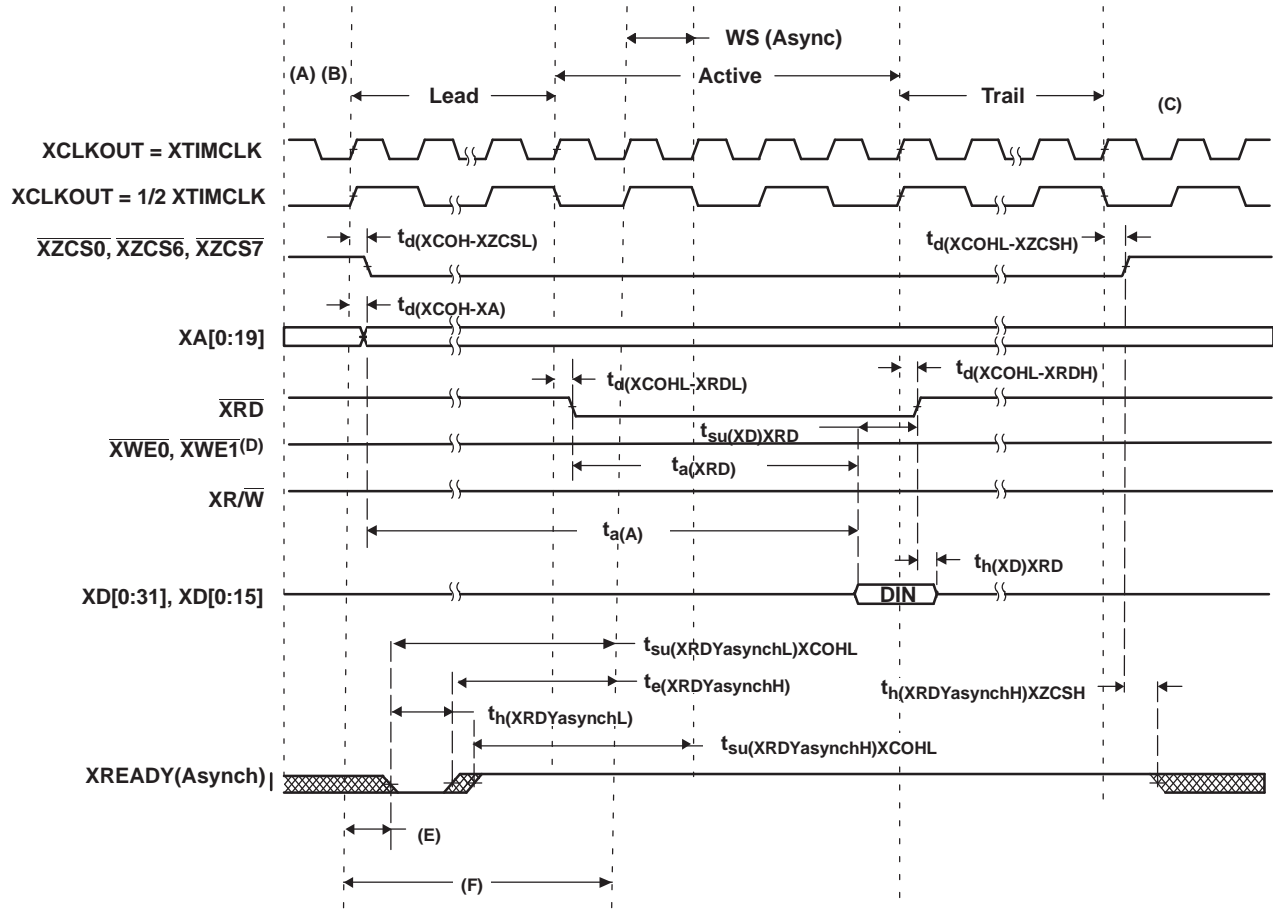 WS (Async)
(A) (B)
Active
Lead
Trail
(C)
XCLKOUT = XTIMCLK
XCLKOUT = 1/2 XTIMCLK
td(XCOH-XZCSL)
td(XCOHL-XZCSH)
XZCS0, XZCS6, XZCS7
td(XCOH-XA)
XA[0:19]
td(XCOHL-XRDL)
td(XCOHL-XRDH)
XRD
tsu(XD)XRD
XWE0, XWE1(D)
ta(XRD)
XR/W
ta(A)
th(XD)XRD
XD[0:31], XD[0:15]
DIN
tsu(XRDYasynchL)XCOHL
te(XRDYasynchH)
th(XRDYasynchH)XZCSH
th(XRDYasynchL)
tsu(XRDYasynchH)XCOHL
XREADY(Asynch)
(E)
(F)